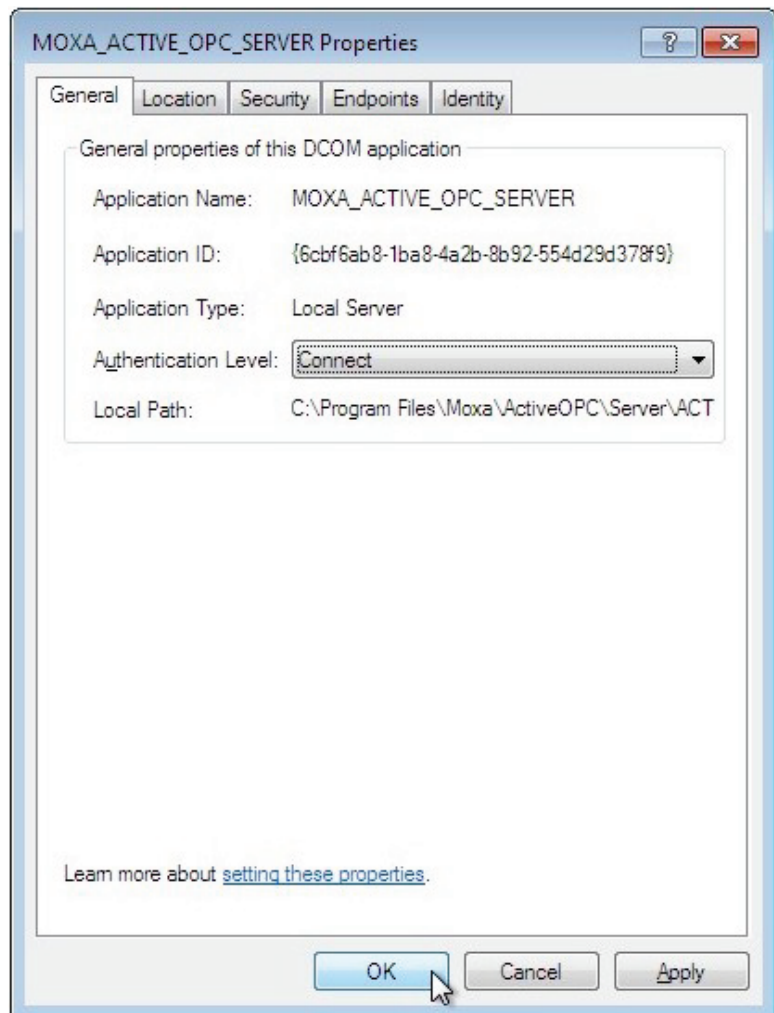 MOXA_ACTIVE_OPC_SERVER Properties
General Location Security Endpoints Identity
General properties of this DCOM application
Application Name: MOXA_ACTIVE_OPC_SERVER
Application ID: {6cbf6ab8-1ba8-4a2b-8b92-554d29d378f9}
Application Type: Local Server
Authentication Level: Connect
Local Path: C:\Program Files\Moxa\ActiveOPC\Server\ACT
Learn more about setting these properties.
OK Cancel Apply